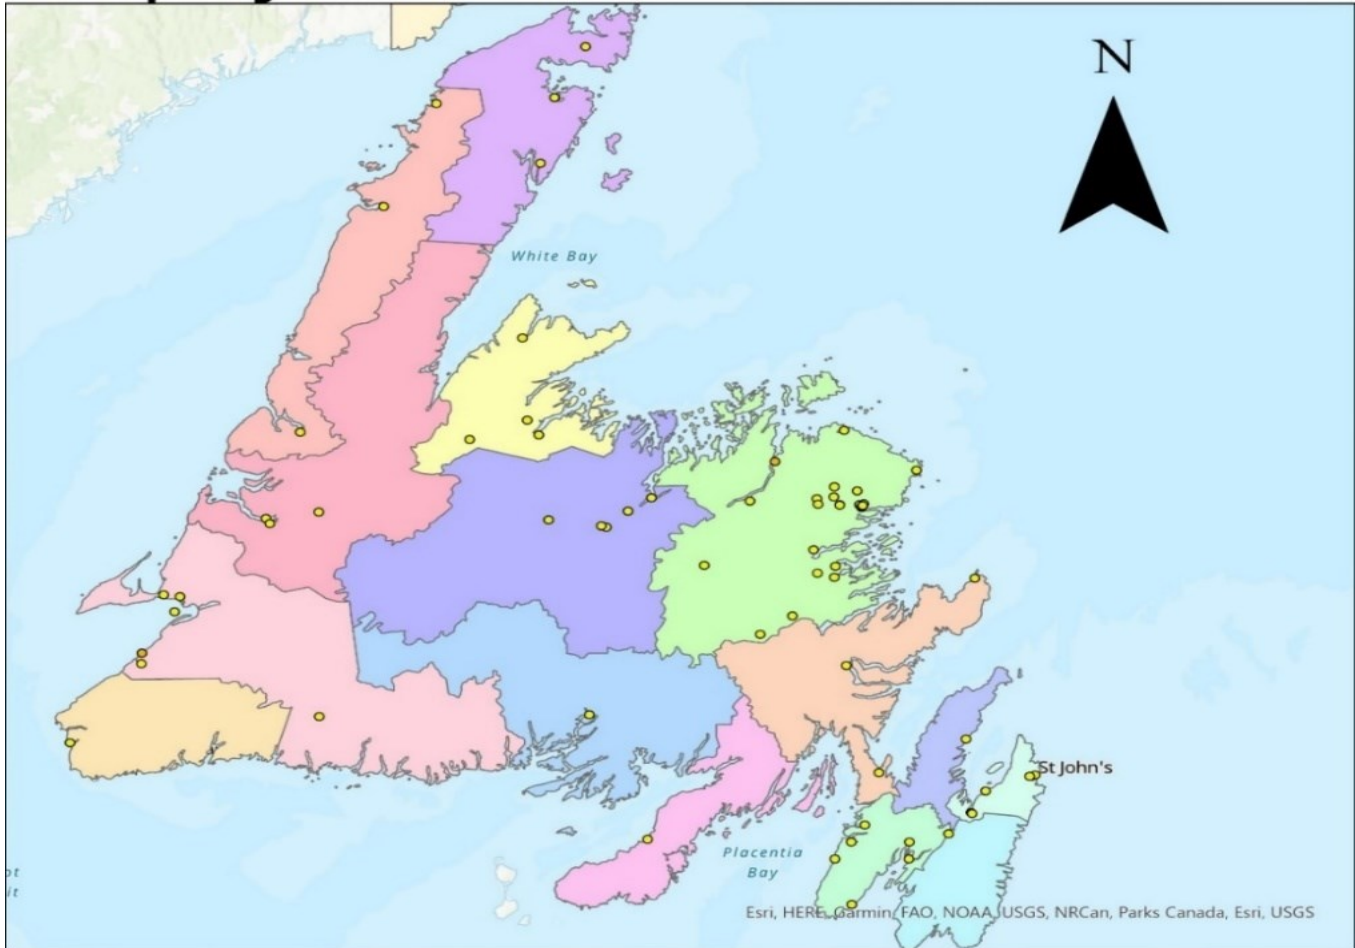 N
White Bay
St John's
Placentia
Bay
Esri, HERE, Garmin, FAO, NOAA, USGS, NRCan, Parks Canada, Esri, USGS